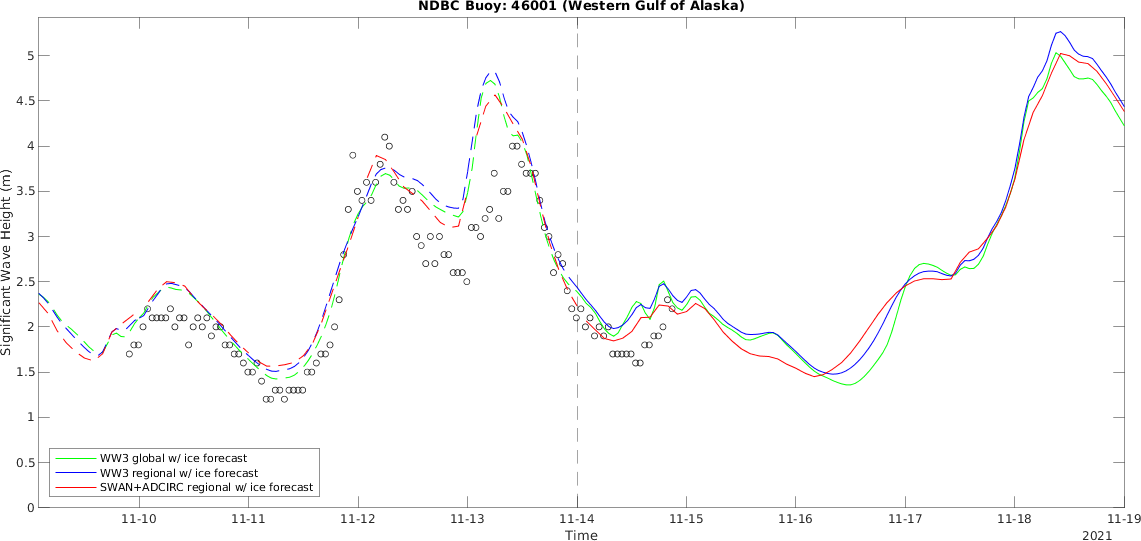 NDBC Buoy: 46001 (Western Gulf of Alaska)
Significant Wave Height (m)
5
4.5
4
3.5
3
2.5
2
1.5
1
0.5
0
WW3 global w/ ice forecast
WW3 regional w/ ice forecast
SWAN+ADCIRC regional w/ ice forecast
11-10 11-11 11-12 11-13 11-14 11-15 11-16 11-17 11-18 11-19
Time
2021